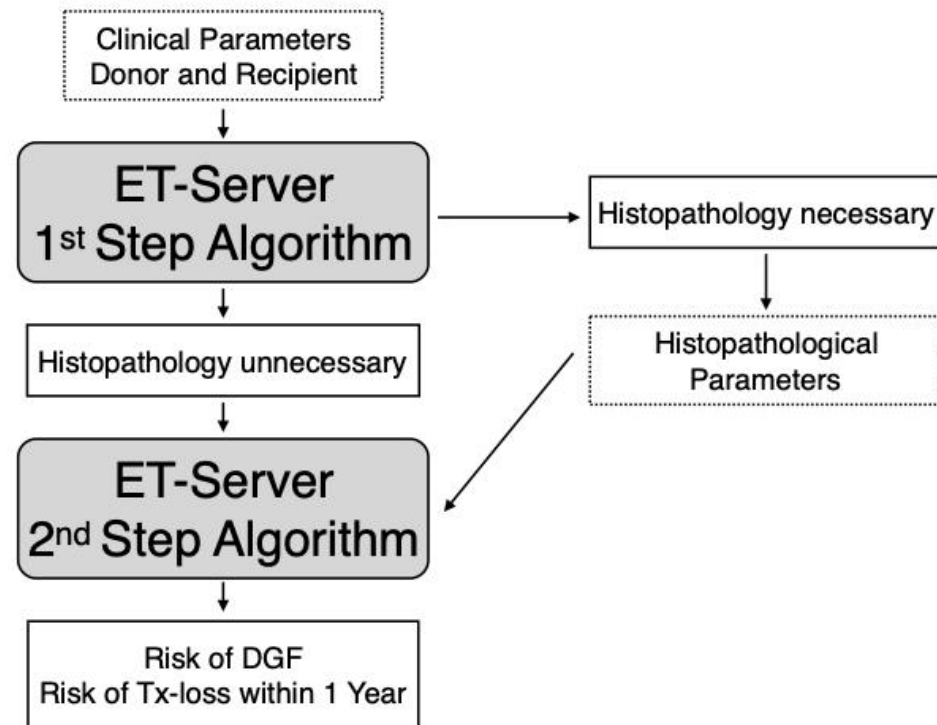 Clinical Parameters
Donor and Recipient
ET-Server
1st Step Algorithm
Histopathology necessary
Histopathology unnecessary
Histopathological
Parameters
ET-Server
2nd Step Algorithm
Risk of DGF
Risk of Tx-loss within 1 Year